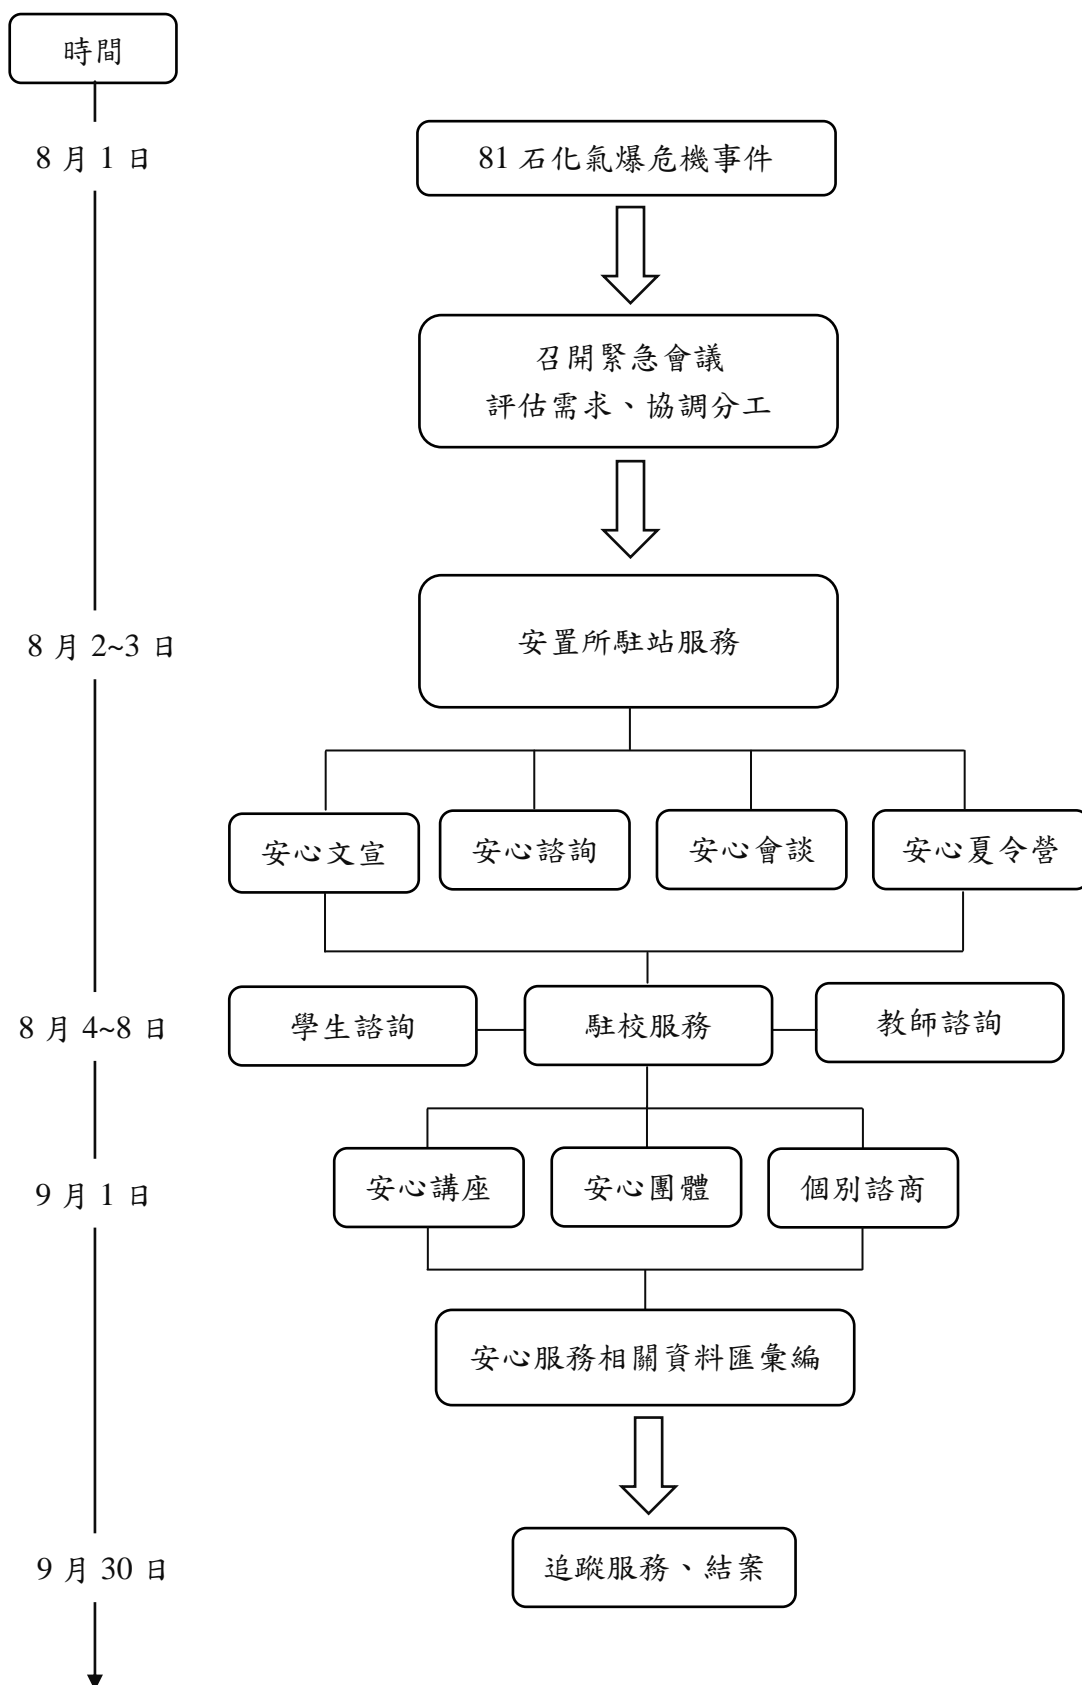 時間
8 月 1 日
81 石化氣爆危機事件
召開緊急會議
評估需求、協調分工
8 月 2~3 日
安置所駐站服務
安心文宣
安心諮詢
安心會談
安心夏令營
8 月 4~8 日
學生諮詢
駐校服務
教師諮詢
9 月 1 日
安心講座
安心團體
個別諮商
安心服務相關資料匯彙編
9 月 30 日
追蹤服務、結案